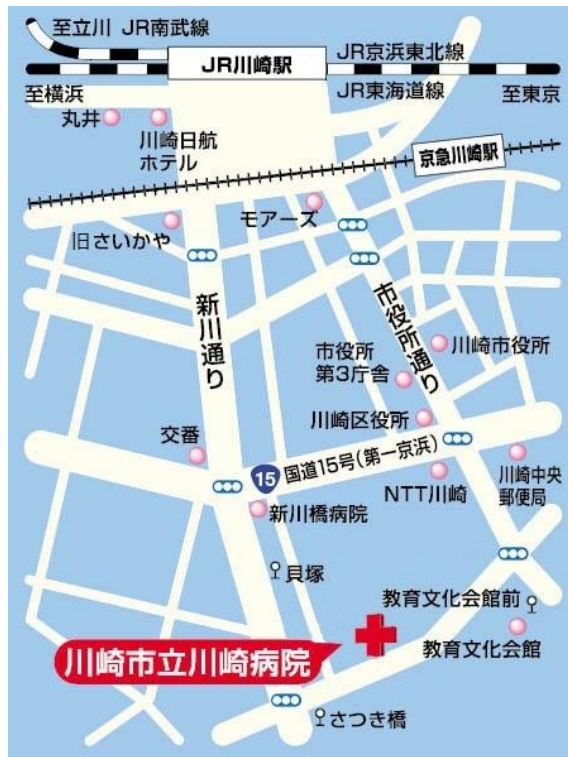 至立川 JR南武線
JR川崎駅
JR京浜東北線
至横浜
JR東海道線
至東京
丸井
川崎日航
ホテル
京急川崎駅
旧さいかや
モアーズ
新川通り
市役所通り
川崎市役所
市役所
第3庁舎
川崎区役所
交番
15
国道15号(第一京浜)
川崎中央
郵便局
NTT川崎
新川橋病院
貝塚
教育文化会館前
教育文化会館
川崎市立川崎病院
さつき橋